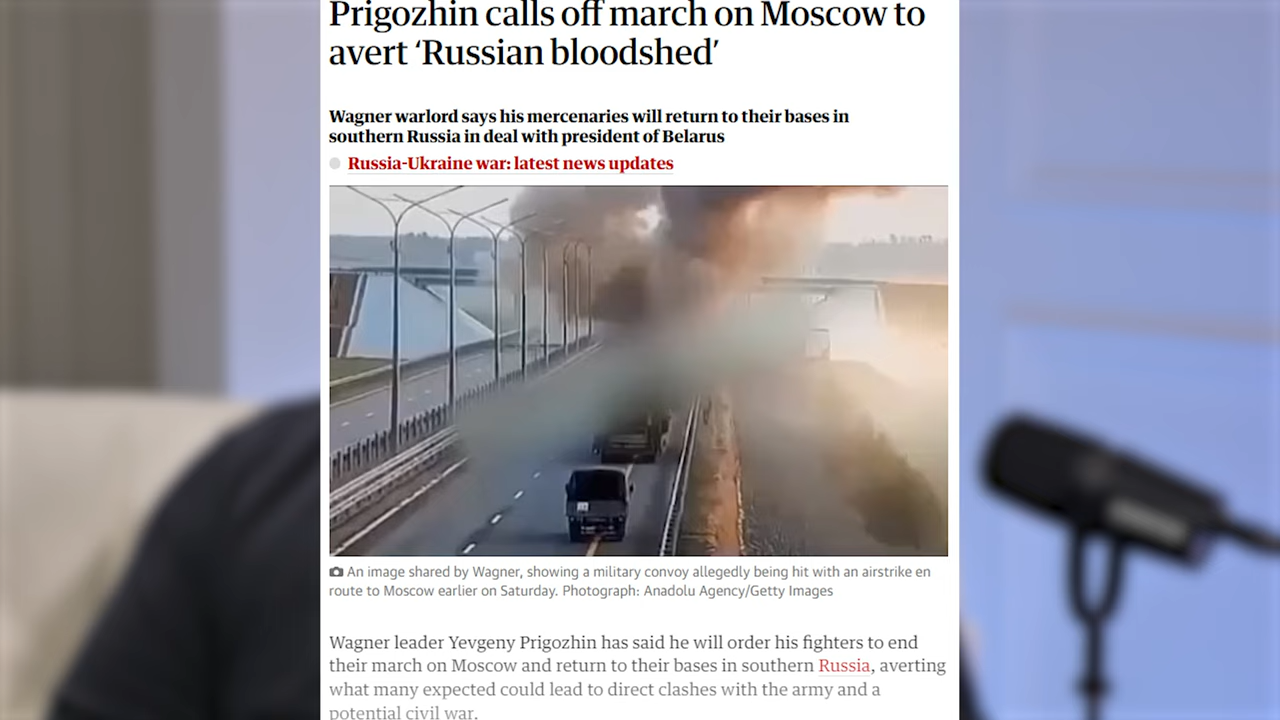 Prigozhin calls off march on Moscow to
avert ‘Russian bloodshed’
Wagner warlord says his mercenaries will return to their bases in
southern Russia in deal with president of Belarus
Russia-Ukraine war: latest news updates
An image shared by Wagner, showing a military convoy allegedly being hit with an airstrike en
route to Moscow earlier on Saturday. Photograph: Anadolu Agency/Getty Images
Wagner leader Yevgeny Prigozhin has said he will order his fighters to end
their march on Moscow and return to their bases in southern Russia, averting
what many expected could lead to direct clashes with the army and a
potential civil war.